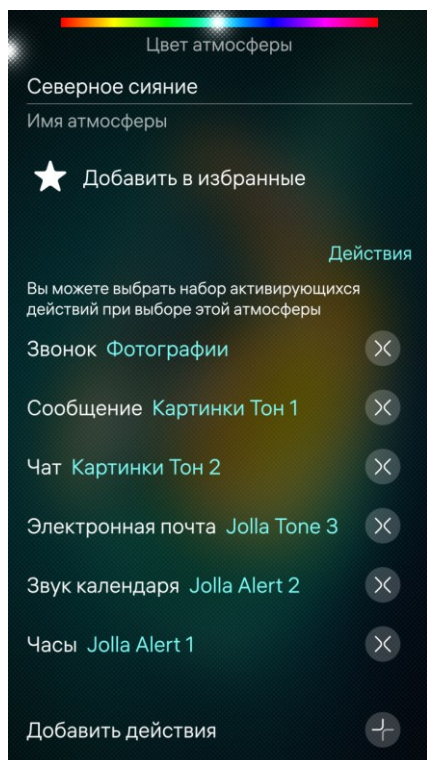 Цвет атмосферы
Северное сияние
Имя атмосферы
Добавить в избранные
Действия
Вы можете выбрать набор активирующихся
действий при выборе этой атмосферы
Звонок Фотографии
Сообщение Картинки Тон 1
Чат Картинки Тон 2
Электронная почта Jolla Tone 3
Звук календаря Jolla Alert 2
Часы Jolla Alert 1
Добавить действия